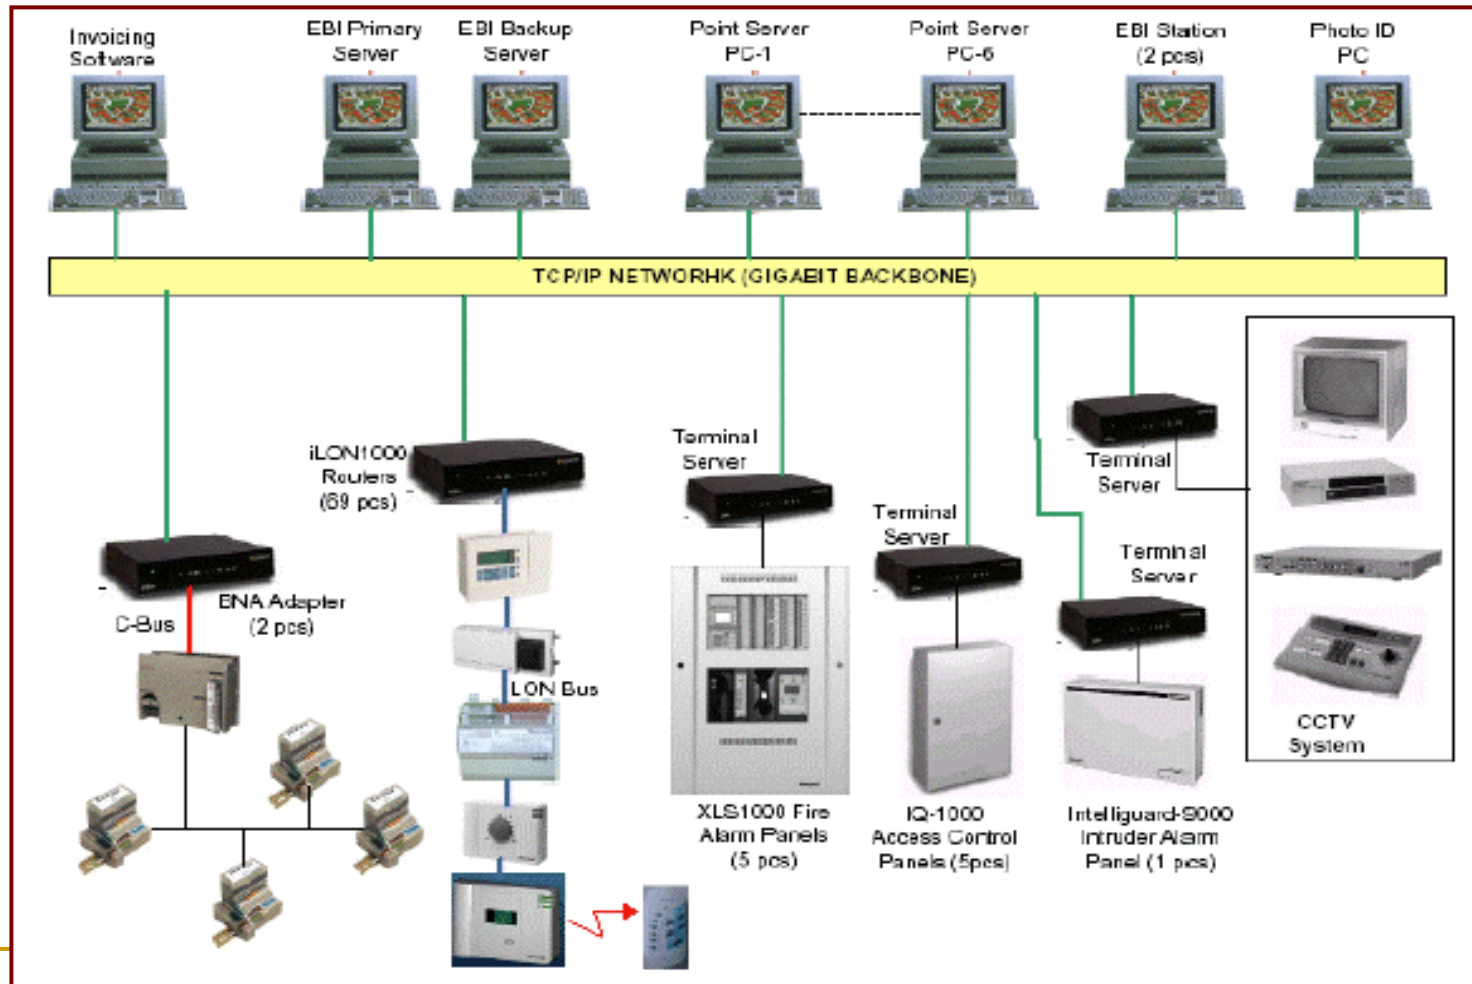 Invoicing
Software
EBI Primary
Server
EBI Backup
Server
Point Server
PC-1
Point Server
PC-6
EBI Station
(2 pcs)
Photo ID
PC
TCP/IP NETWORHK (GIGABIT BACKBONE)
iLON1000
Routers
(69 pcs)
Terminal
Server
Terminal
Server
Terminal
Server
Terminal
Server
BNA Adapter
(2 pcs)
C-Bus
LON Bus
CCTV
System
XLS1000 Fire
Alarm Panels
(5 pcs)
IQ-1000
Access Control
Panels (5pcs)
Intelliguard-9000
Intruder Alarm
Panel (1 pcs)